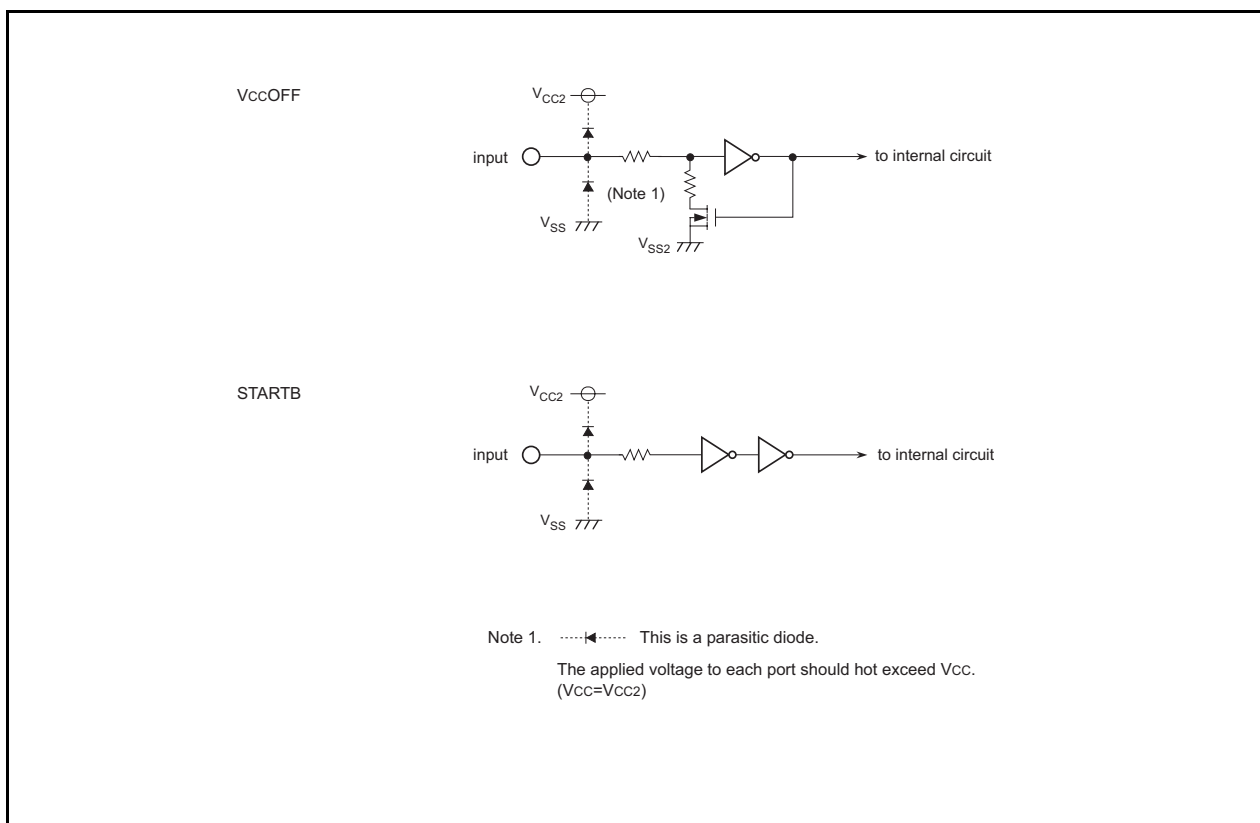 VCCOFF
VCC2
input
to internal circuit
(Note 1)
VSS
VSS2
STARTB
VCC2
input
to internal circuit
VSS
Note 1. This is a parasitic diode.
The applied voltage to each port should hot exceed VCC.
(VCC=VCC2)